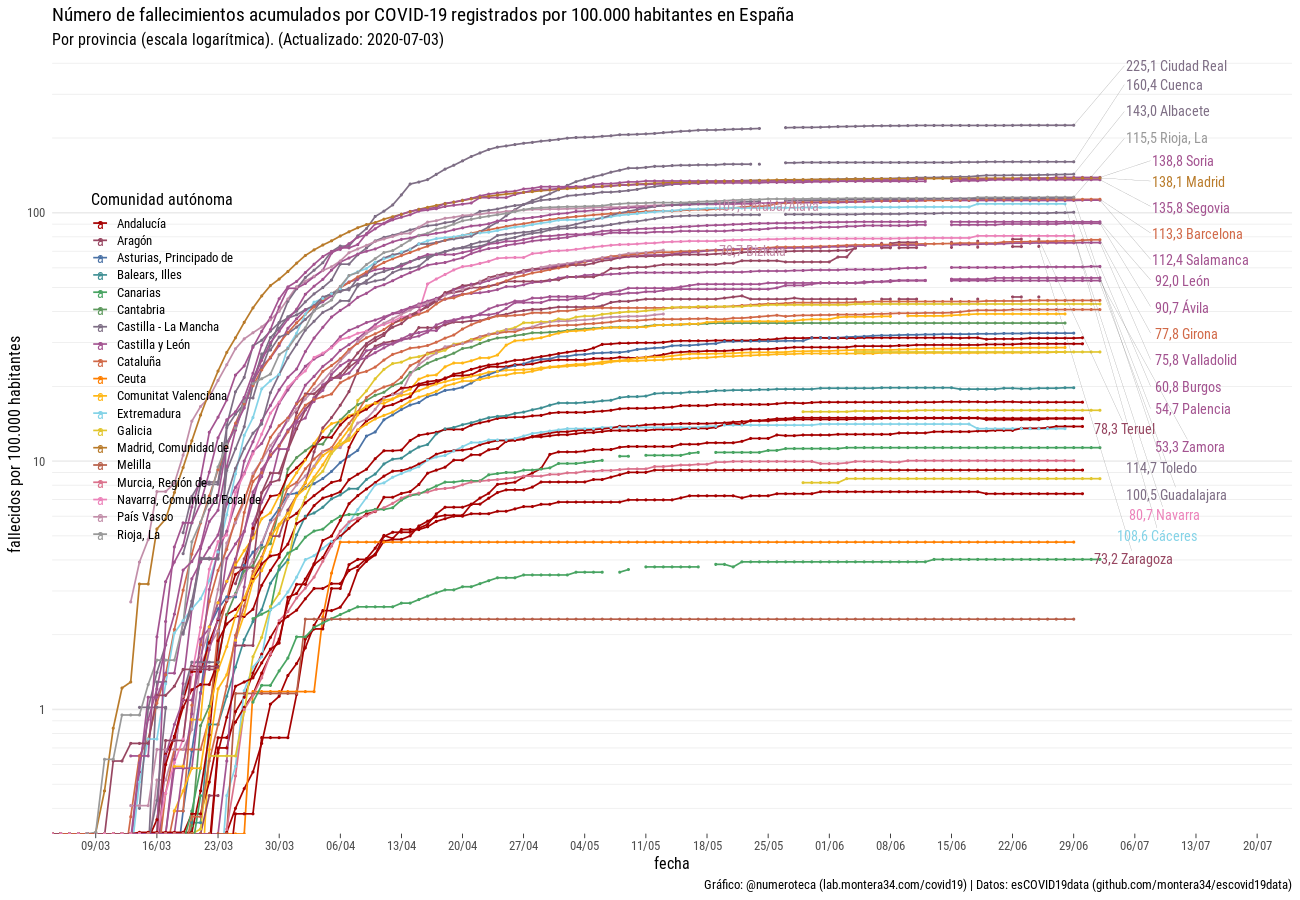 Número de fallecimientos acumulados por COVID-19 registrados por 100.000 habitantes en España
Por provincia (escala logarítmica). (Actualizado: 2020-07-03)
fallecidos por 100.000 habitantes
100
10
1
Comunidad autónoma
Andalucía
Aragón
Asturias, Principado de
Balears, Illes
Canarias
Cantabria
Castilla - La Mancha
Castilla y León
Cataluña
Ceuta
Comunitat Valenciana
Extremadura
Galicia
Madrid, Comunidad de
Melilla
Murcia, Región de
Navarra, Comunidad Foral de
País Vasco
Rioja, La
225,1 Ciudad Real
160,4 Cuenca
143,0 Albacete
115,5 Rioja, La
138,8 Soria
138,1 Madrid
135,8 Segovia
113,3 Barcelona
112,4 Salamanca
92,0 León
90,7 Ávila
77,8 Girona
75,8 Valladolid
60,8 Burgos
54,7 Palencia
78,3 Teruel
53,3 Zamora
114,7 Toledo
100,5 Guadalajara
80,7 Navarra
108,6 Cáceres
73,2 Zaragoza
Bizkaia
09/03 16/03 23/03 30/03 06/04 13/04 20/04 27/04 04/05 11/05 18/05 25/05 01/06 08/06 15/06 22/06 29/06 06/07 13/07 20/07
fecha
Gráfico: @numeroteca (lab.montera34.com/covid19) | Datos: esCOVID19data (github.com/montera34/escovid19data)